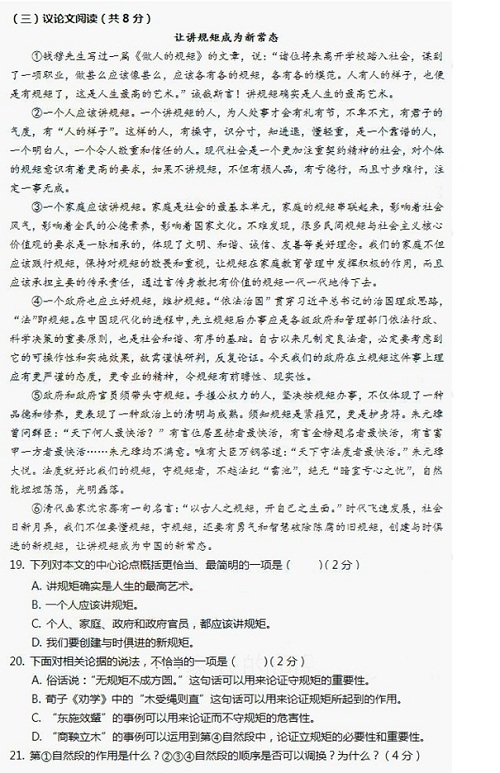 （三）议论文阅读（共 8 分）
让讲规矩成为新常态
①钱穆先生写过一篇《做人的规矩》的文章，说：“诸位将来离开学校踏入社会，谋到
了一项职业，做甚么应该像甚么，应该各有各的规矩，各有各的模范。人有人的样子，也便
是有规矩了，这是人生最高的艺术。”诚哉斯言！讲规矩确实是人生的最高艺术。
②一个人应该讲规矩。一个讲规矩的人，为人处事才会有礼有节，不卑不亢，有君子的
气度，有“人的样子”。这样的人，有操守，识分寸，知进退，懂轻重，是一个靠谱的人，
一个明白人，一个令人敬重和信任的人。现代社会是一个更加注重契约精神的社会，对个体
的规矩意识有着更高的要求，如果不讲规矩，不但有损人品，有亏德行，而且寸步难行，注
定一事无成。
③一个家庭应该讲规矩。家庭是社会的最基本单元，家庭的规矩串联起来，影响着社会
风气，影响着全民的公德素养，影响着国家文化。不难发现，很多民间规矩与社会主义核心
价值观的要求是一脉相承的，体现了文明、和谐、诚信、友善等美好理念。我们的家庭不但
应该践行规矩，保持对规矩的敬畏和重视，让规矩在家庭教育管理中发挥积极的作用，而且
应该承担主要的传承责任，通过言传身教把有价值的规矩一代一代地传下去。
④一个政府也应立好规矩，维护规矩。“依法治国”贯穿习近平总书记的治国理政思路，
“法”即规矩。在中国现代化的进程中，先立规矩后办事应是各级政府和管理部门依法行政、
科学决策的重要原则，也是社会和谐、有序的基础。自古以来凡制定良法者，必定要考虑到
它的可操作性和实施效果，故需谨慎研判，反复论证。今天我们的政府在立规矩这件事上理
应有更严谨的态度，更专业的精神，令规矩有前瞻性、现实性。
⑤政府和政府官员须带头守规矩。手握公权力的人，坚决按规矩办事，不仅体现了一种
品德和修养，更表现了一种政治上的清明与成熟。须知规矩是紧箍咒，更是护身符。朱元璋
曾问群臣：“天下何人最快活？”有言位居显赫者最快活，有言金榜题名者最快活，有言富
甲一方者最快活……朱元璋均不满意。唯有大臣万钢答道：“天下守法度者最快活。”朱元璋
大悦。法度就好比我们的规矩，守规矩者，不越法纪“雷池”，绝无“暗室亏心之忧”，自然
能坦坦荡荡，光明磊落。
⑥清代画家沈宗骞有一句名言：“以古人之规矩，开自己之生面。”时代飞速发展，社会
日新月异，我们不但要懂规矩，守规矩，还要有勇气和智慧破除陈腐的旧规矩，创建与时俱
进的新规矩，让讲规矩成为中国的新常态。
19. 下列对本文的中心论点概括更恰当、最简明的一项是（　　）（2 分）
A. 讲规矩确实是人生的最高艺术。
B. 一个人应该讲规矩。
C. 个人、家庭、政府和政府官员，都应该讲规矩。
D. 我们要创建与时俱进的新规矩。
20. 下面对相关论据的说法，不恰当的一项是（　　）（2 分）
A. 俗话说：“无规矩不成方圆。”这句话可以用来论证守规矩的重要性。
B. 荀子《劝学》中的“木受绳则直”这句话可以用来论证规矩所起到的作用。
C. “东施效颦”的事例可以用来论证而不守规矩的危害性。
D. “商鞅立木”的事例可以运用到第④自然段中，论证立规矩的必要性和重要性。
21. 第①自然段的作用是什么？②③④自然段的顺序是否可以调换？为什么？（4 分）